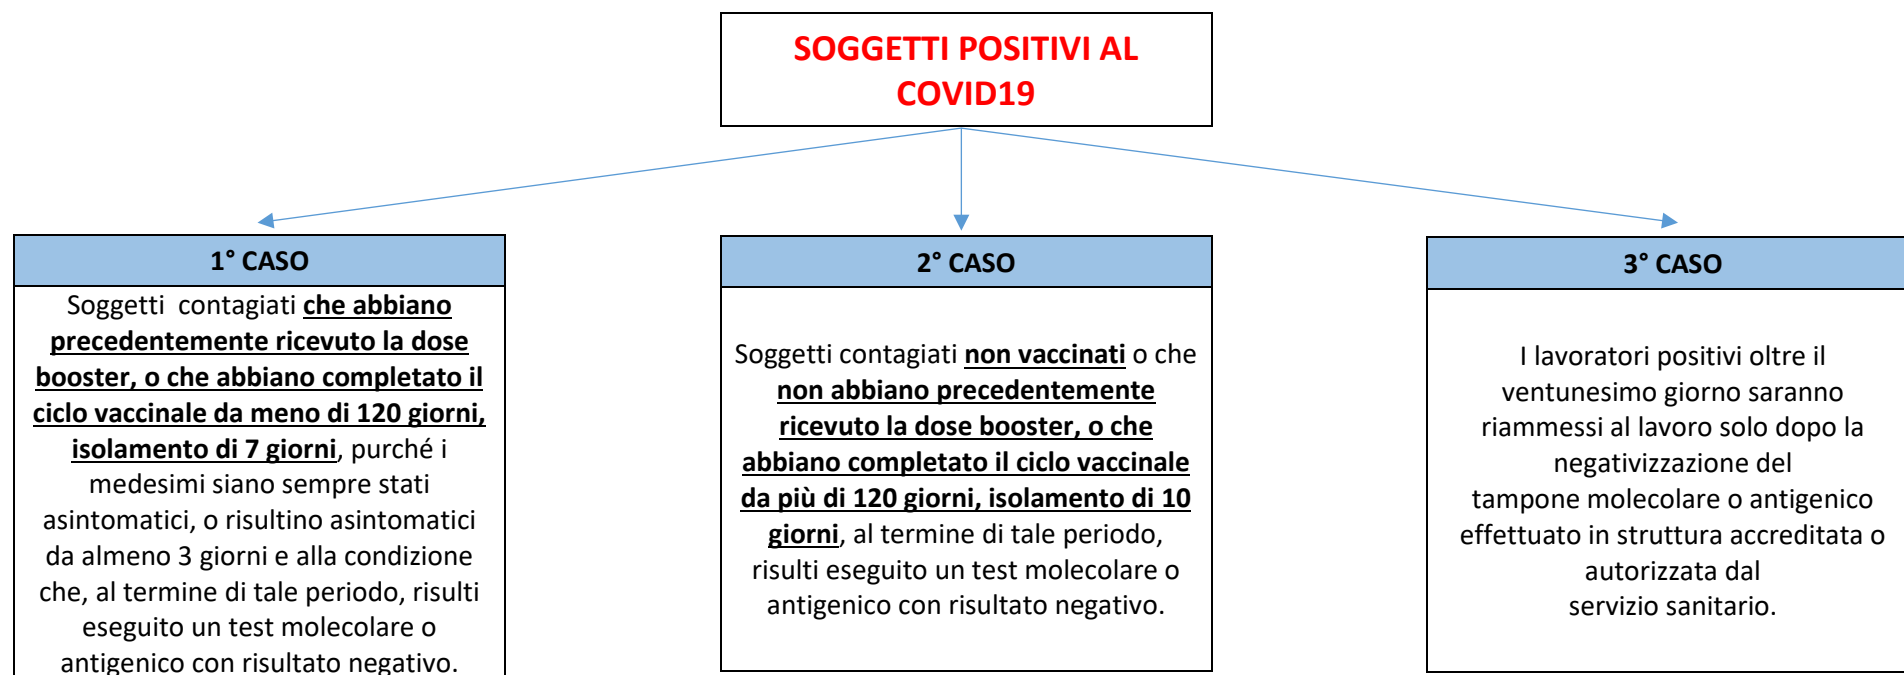 SOGGETTI POSITIVI AL
COVID19
1° CASO
Soggetti contagiati che abbiano
precedentemente ricevuto la dose
booster, o che abbiano completato il
ciclo vaccinale da meno di 120 giorni,
isolamento di 7 giorni, purché i
medesimi siano sempre stati
asintomatici, o risultino asintomatici
da almeno 3 giorni e alla condizione
che, al termine di tale periodo, risulti
eseguito un test molecolare o
antigenico con risultato negativo.
2° CASO
Soggetti contagiati non vaccinati o che
non abbiano precedentemente
ricevuto la dose booster, o che
abbiano completato il ciclo vaccinale
da più di 120 giorni, isolamento di 10
giorni, al termine di tale periodo,
risulti eseguito un test molecolare o
antigenico con risultato negativo.
3° CASO
I lavoratori positivi oltre il
ventunesimo giorno saranno
riammessi al lavoro solo dopo la
negativizzazione del
tampone molecolare o antigenico
effettuato in struttura accreditata o
autorizzata dal
servizio sanitario.